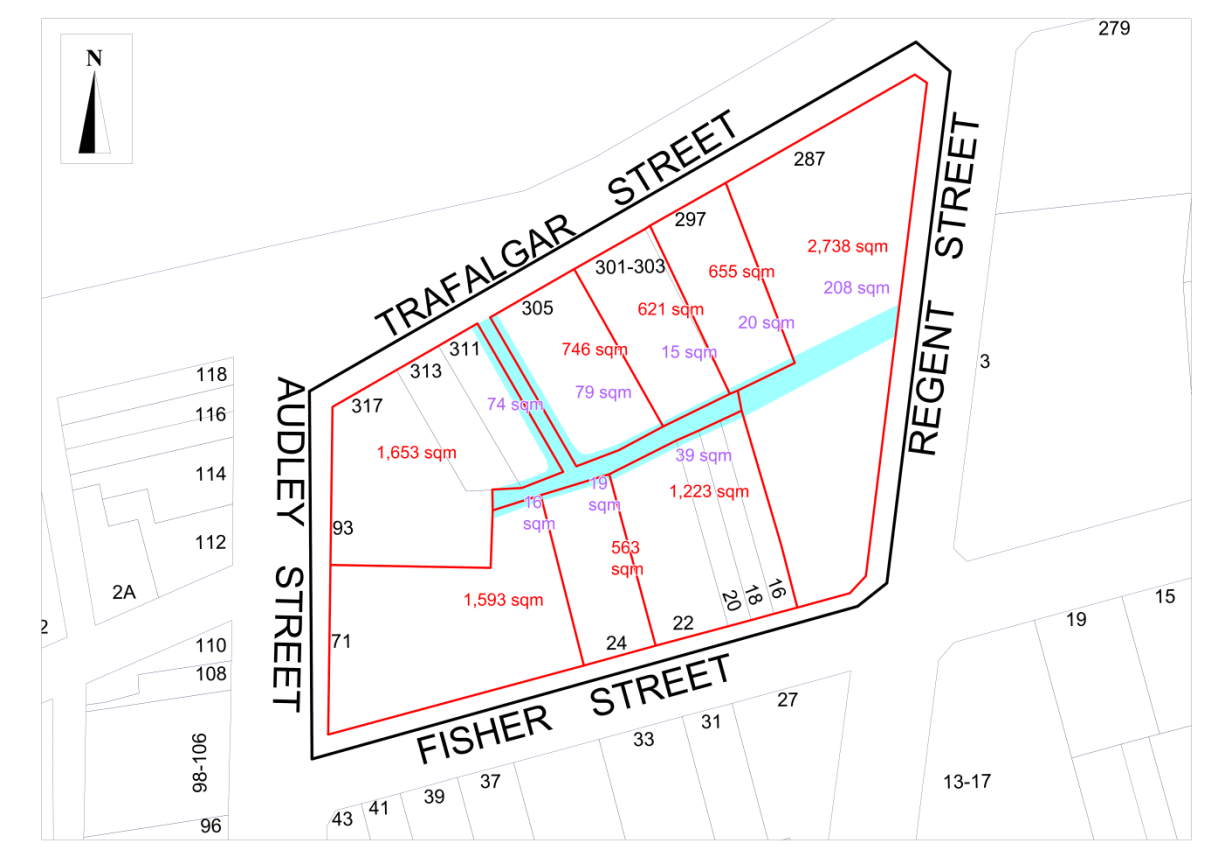 279
N
TRAFALGAR STREET
REGENT STREET
AUDLEY STREET
FISHER STREET
287
297
2,738 sqm
301-303
655 sqm
208 sqm
305
621 sqm
20 sqm
311
746 sqm
15 sqm
313
3
118
79 sqm
317
74 sqm
116
1,653 sqm
39 sqm
114
19
sqm
1,223 sqm
16
sqm
93
112
563
sqm
2A
1,593 sqm
20
18
16
15
2
22
19
71
24
110
108
27
31
33
98-106
37
13-17
39
41
43
96